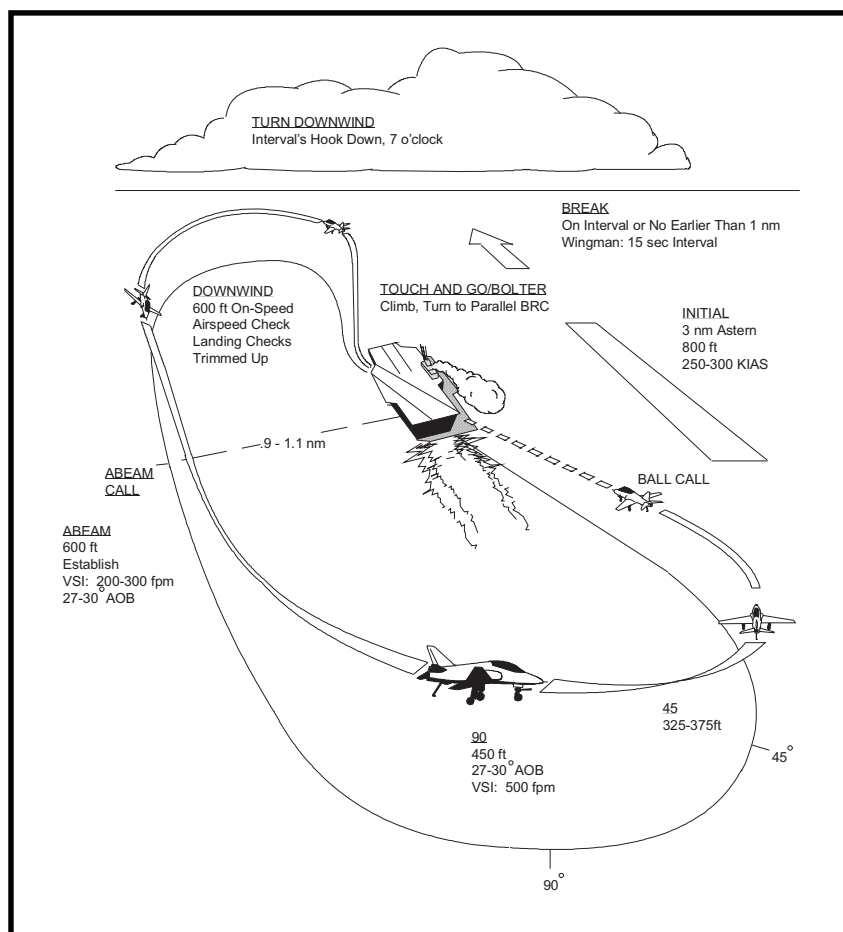 TURN DOWNWIND
Interval's Hook Down, 7 o'clock
BREAK
On Interval or No Earlier Than 1 nm
Wingman: 15 sec Interval
DOWNWIND
600 ft On-Speed
Airspeed Check
Landing Checks
Trimmed Up
TOUCH AND GO/BOLTER
Climb, Turn to Parallel BRC
INITIAL
3 nm Astern
800 ft
250-300 KIAS
.9 - 1.1 nm
ABEAM
CALL
BALL CALL
ABEAM
600 ft
Establish
VSI: 200-300 fpm
27-30° AOB
90
450 ft
27-30° AOB
VSI: 500 fpm
45
325-375ft
45°
90°